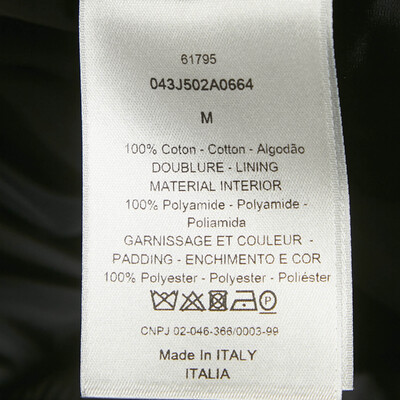 61795
043J502A0664
M
100% Coton - Cotton - Algodão
DOUBLURE - LINING
MATERIAL INTERIOR
100% Polyamide - Polyamide -
Poliamida
GARNISSAGE ET COULEUR -
PADDING - ENCHIMENTO E COR
100% Polyester - Polyester - Poliéster
CNPJ 02-046-366/0003-99
Made In ITALY
ITALIA